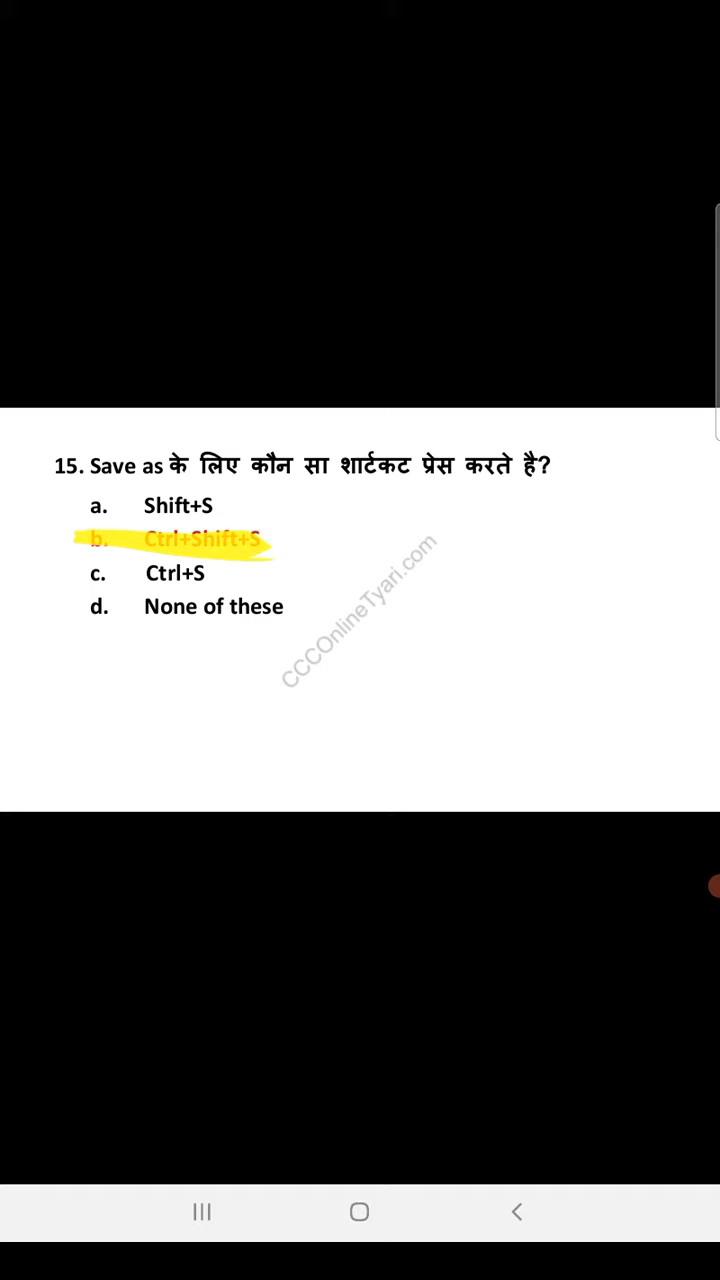 15. Save as के लिए कौन सा शार्टकट प्रेस करते है?
a. Shift+S
b. Ctrl+Shift+S
c. Ctrl+S
d. None of these
CCCOnlineTyari.com